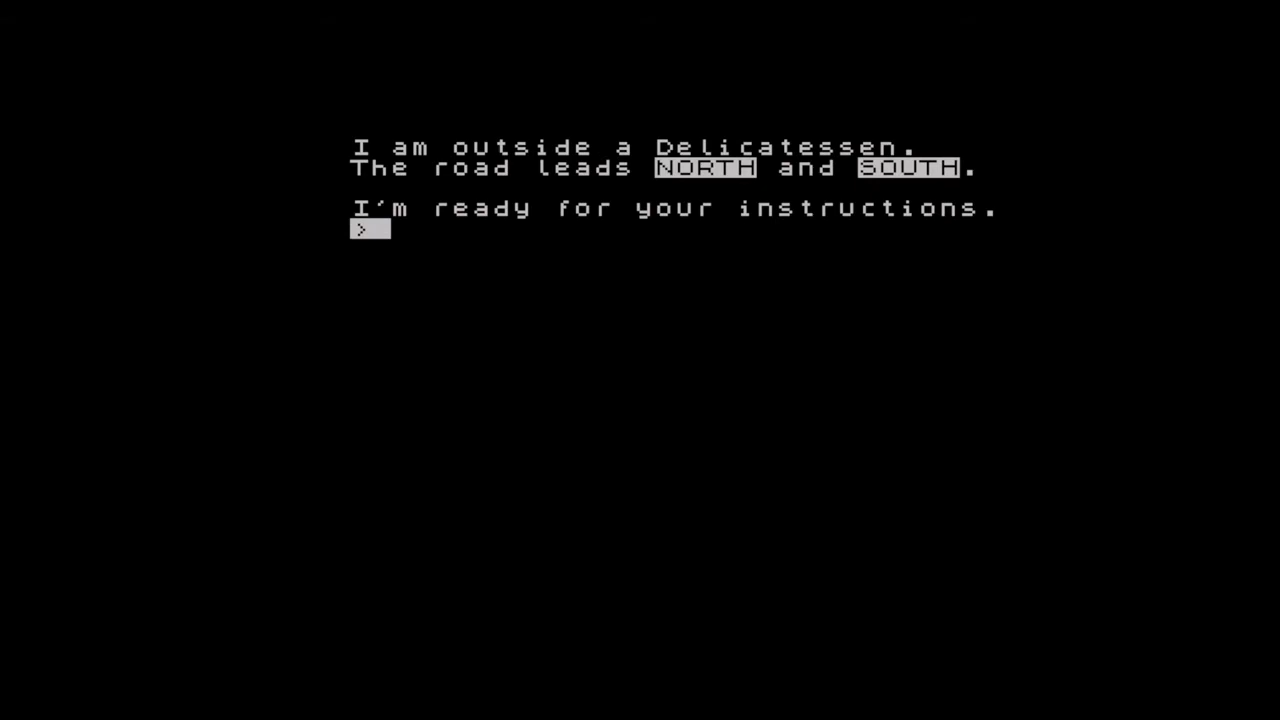 I am outside a Delicatessen.
The road leads NORTH and SOUTH.
I'm ready for your instructions.
>